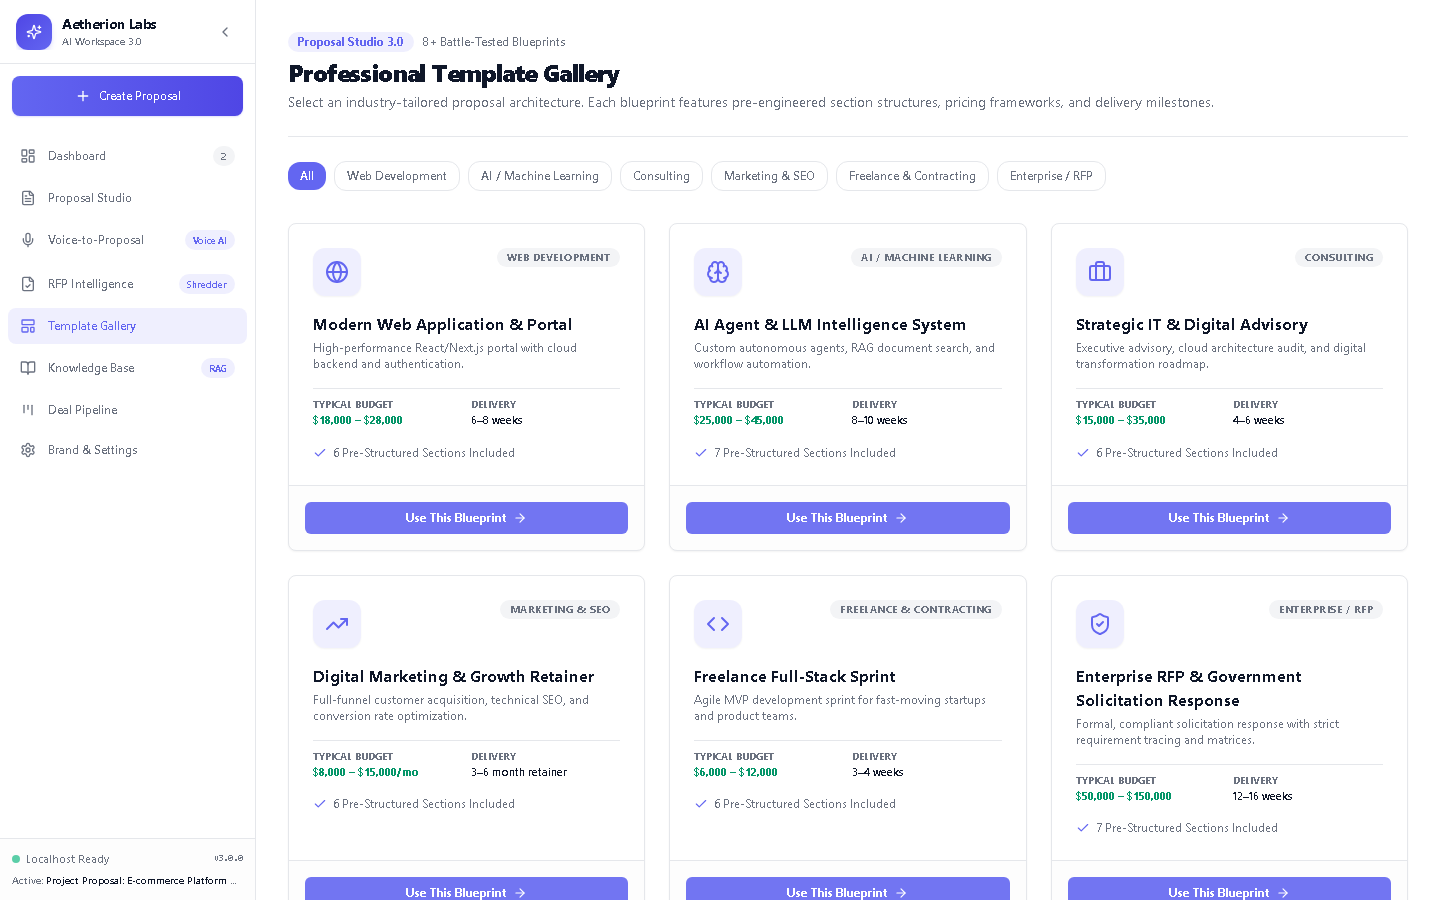 Aetherion Labs
AI Workspace 3.0
Create Proposal
Dashboard
2
Proposal Studio
Voice-to-Proposal
Voice AI
RFP Intelligence
Shredder
Template Gallery
Knowledge Base
RAG
Deal Pipeline
Brand & Settings
Localhost Ready
v3.0.0
Active: Project Proposal: E-commerce Platform ...
Proposal Studio 3.0
8+ Battle-Tested Blueprints
Professional Template Gallery
Select an industry-tailored proposal architecture. Each blueprint features pre-engineered section structures, pricing frameworks, and delivery milestones.
All
Web Development
AI / Machine Learning
Consulting
Marketing & SEO
Freelance & Contracting
Enterprise / RFP
WEB DEVELOPMENT
Modern Web Application & Portal
High-performance React/Next.js portal with cloud
backend and authentication.
TYPICAL BUDGET
DELIVERY
$18,000 – $28,000
6–8 weeks
6 Pre-Structured Sections Included
Use This Blueprint
AI / MACHINE LEARNING
AI Agent & LLM Intelligence System
Custom autonomous agents, RAG document search, and
workflow automation.
TYPICAL BUDGET
DELIVERY
$25,000 – $45,000
8–10 weeks
7 Pre-Structured Sections Included
Use This Blueprint
CONSULTING
Strategic IT & Digital Advisory
Executive advisory, cloud architecture audit, and digital
transformation roadmap.
TYPICAL BUDGET
DELIVERY
$15,000 – $35,000
4–6 weeks
6 Pre-Structured Sections Included
Use This Blueprint
MARKETING & SEO
Digital Marketing & Growth Retainer
Full-funnel customer acquisition, technical SEO, and
conversion rate optimization.
TYPICAL BUDGET
DELIVERY
$8,000 – $15,000/mo
3–6 month retainer
6 Pre-Structured Sections Included
Use This Blueprint
FREELANCE & CONTRACTING
Freelance Full-Stack Sprint
Agile MVP development sprint for fast-moving startups
and product teams.
TYPICAL BUDGET
DELIVERY
$6,000 – $12,000
3–4 weeks
6 Pre-Structured Sections Included
Use This Blueprint
ENTERPRISE / RFP
Enterprise RFP & Government
Solicitation Response
Formal, compliant solicitation response with strict
requirement tracing and matrices.
TYPICAL BUDGET
DELIVERY
$50,000 – $150,000
12–16 weeks
7 Pre-Structured Sections Included
Use This Blueprint